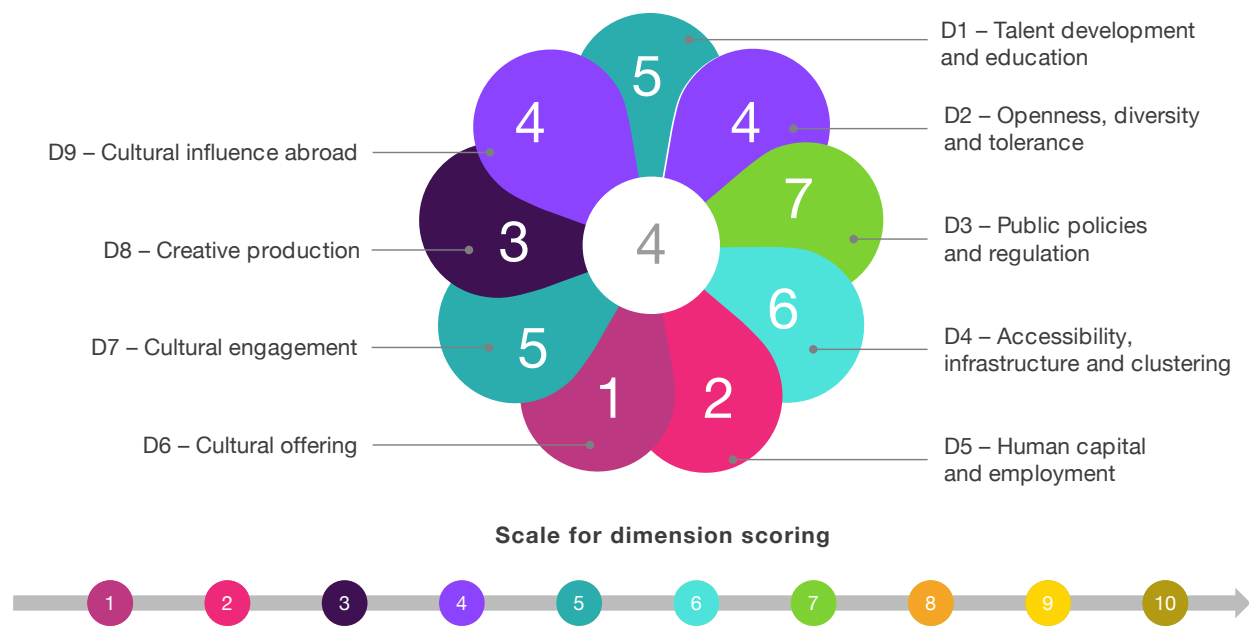 D1 – Talent development
and education
D2 – Openness, diversity
and tolerance
D3 – Public policies
and regulation
D4 – Accessibility,
infrastructure and clustering
D5 – Human capital
and employment
D6 – Cultural offering
D7 – Cultural engagement
D8 – Creative production
D9 – Cultural influence abroad
5
4
7
6
2
1
5
3
4
4
Scale for dimension scoring
1 2 3 4 5 6 7 8 9 10